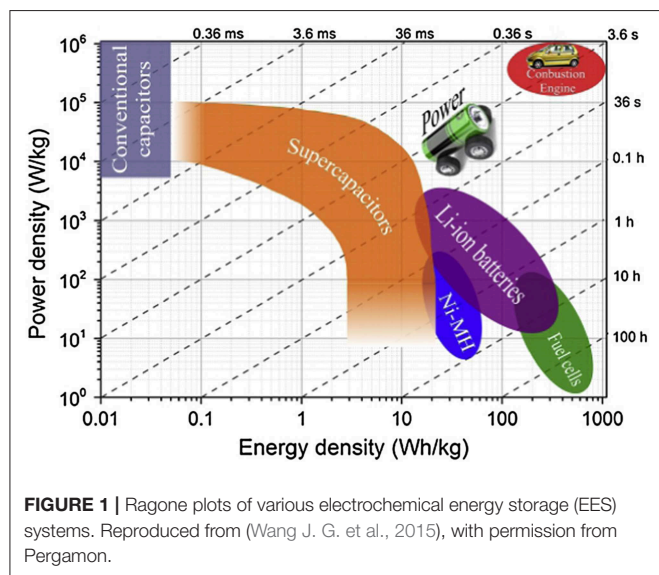 0.36 ms 3.6 ms 36 ms 0.36 s 3.6 s
10⁶
10⁵
10⁴
10³
10²
10¹
10⁰
Power density (W/kg)
Conventional
capacitors
Supercapacitors
Power
Conbustion
Engine
Li-ion batteries
Ni-MH
Fuel cells
36 s
0.1 h
1 h
10 h
100 h
0.01 0.1 1 10 100 1000
Energy density (Wh/kg)
FIGURE 1 | Ragone plots of various electrochemical energy storage (EES)
systems. Reproduced from (Wang J. G. et al., 2015), with permission from
Pergamon.